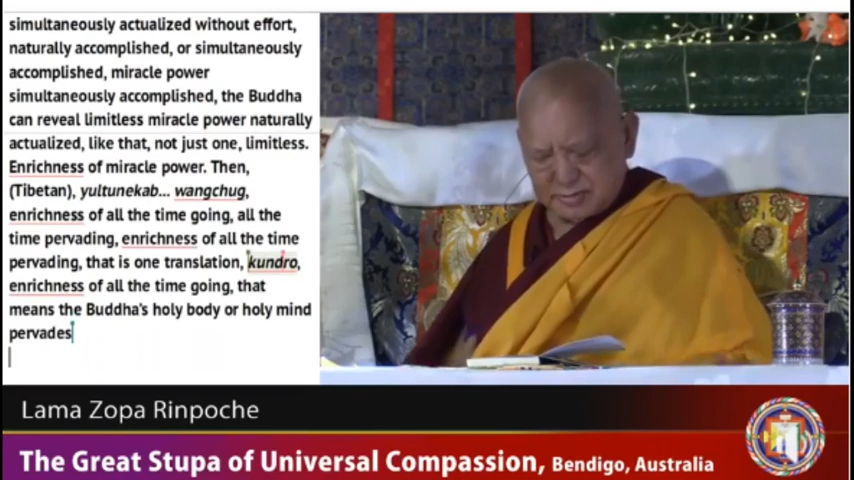 simultaneously actualized without effort,
naturally accomplished, or simultaneously
accomplished, miracle power
simultaneously accomplished, the Buddha
can reveal limitless miracle power naturally
actualized, like that, not just one, limitless.
Enrichness of miracle power. Then,
(Tibetan), yultunekab... wangchug,
enrichness of all the time going, all the
time pervading, enrichness of all the time
pervading, that is one translation, kundro,
enrichness of all the time going, that
means the Buddha's holy body or holy mind
pervades
Lama Zopa Rinpoche
The Great Stupa of Universal Compassion, Bendigo, Australia